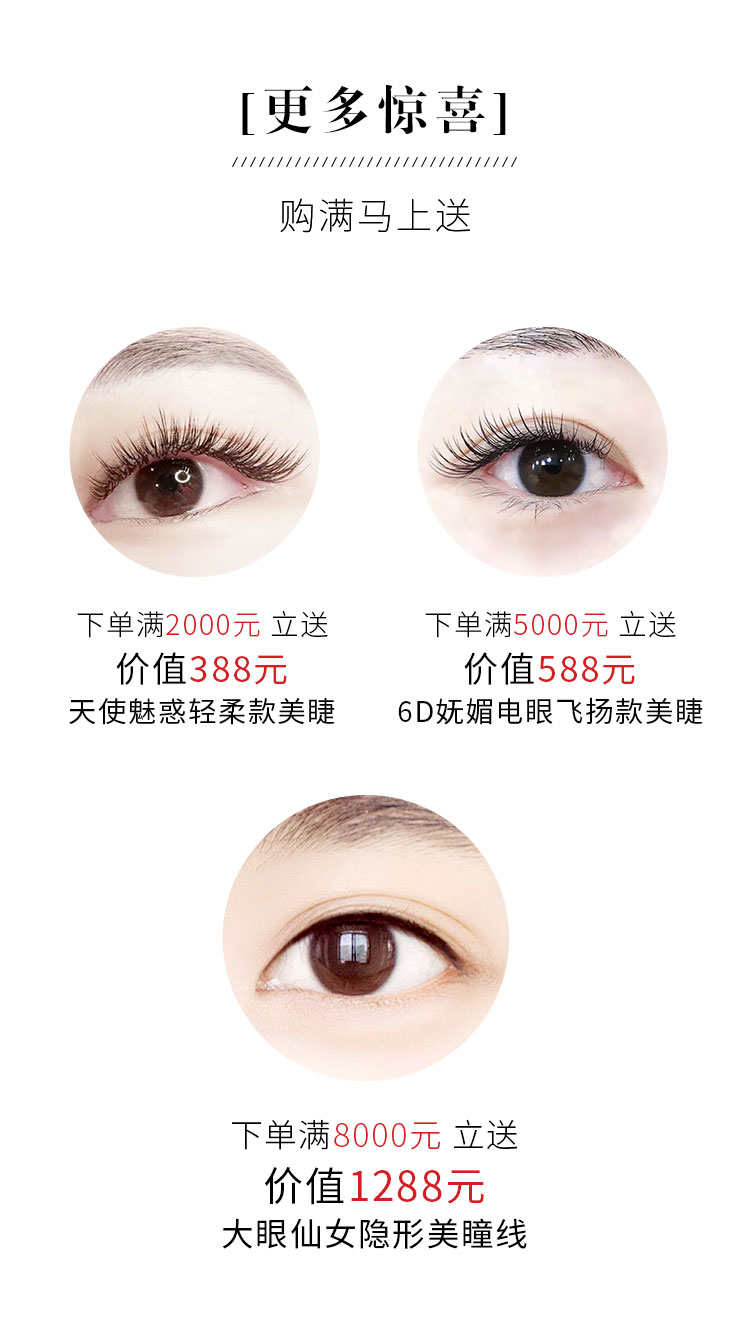 [更多惊喜]
购满马上送
下单满2000元 立送
价值388元
天使魅惑轻柔款美睫
下单满5000元 立送
价值588元
6D妩媚电眼飞扬款美睫
下单满8000元 立送
价值1288元
大眼仙女隐形美瞳线